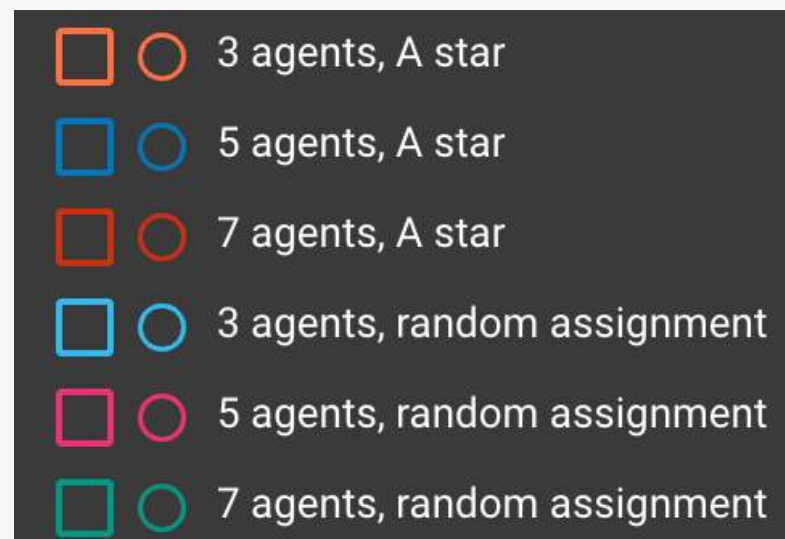 3 agents, A star
5 agents, A star
7 agents, A star
3 agents, random assignment
5 agents, random assignment
7 agents, random assignment